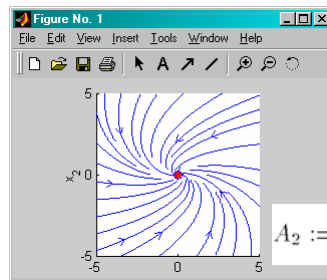 Figure No. 1
File Edit View Insert Tools Window Help
A
5
x2 0
-5
-5 0 5
A2 :=